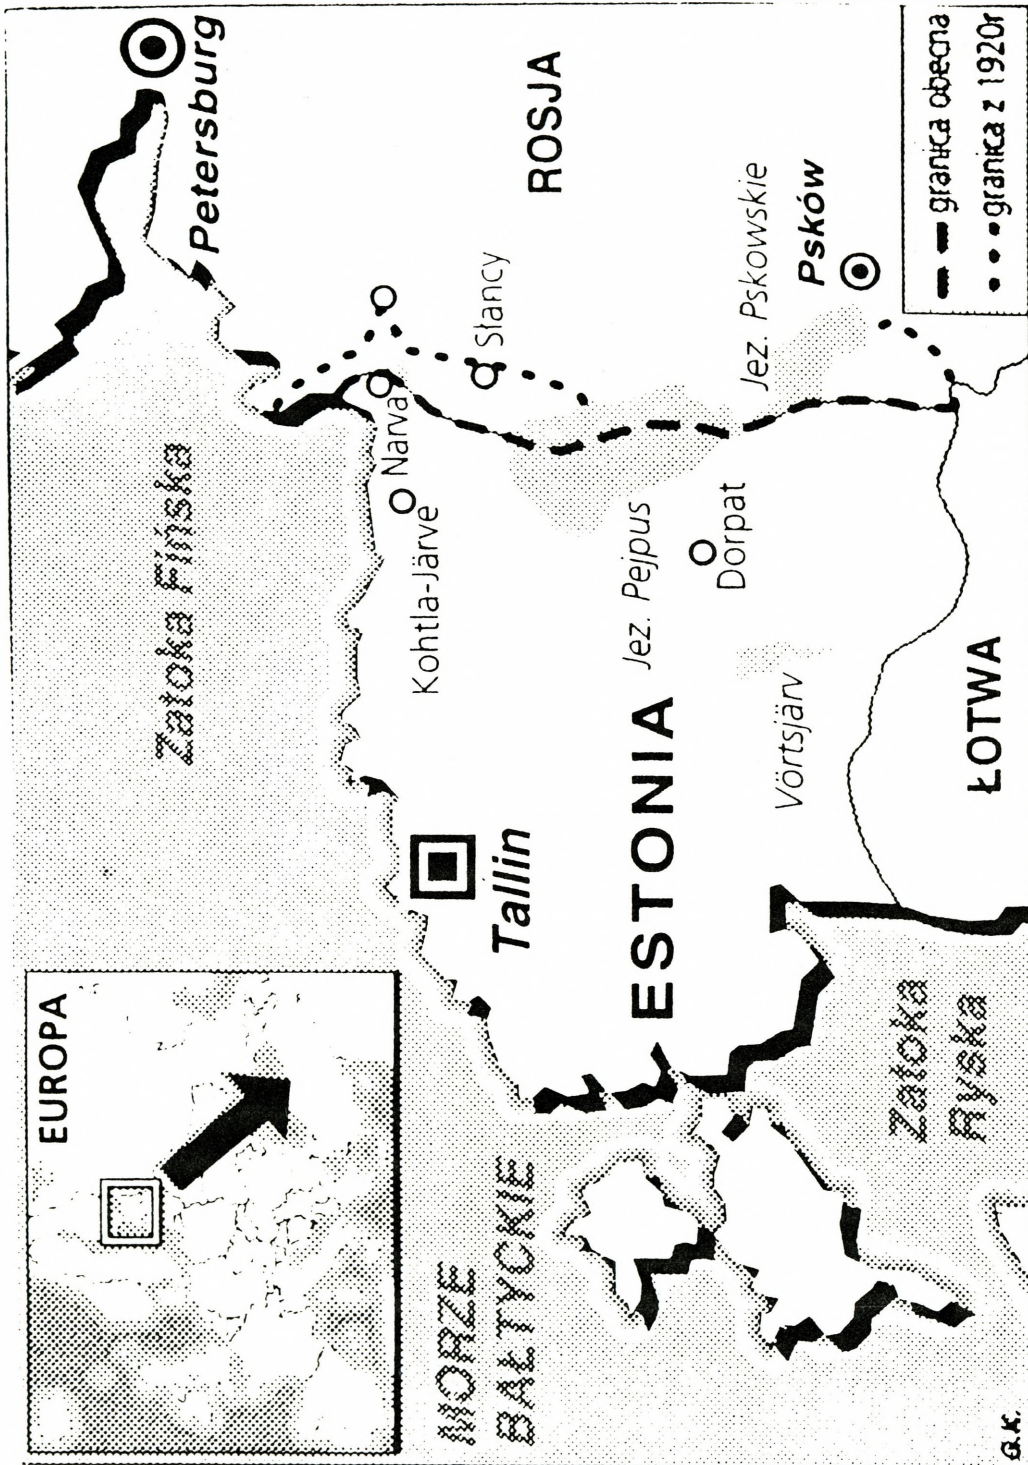 EUROPA
Zatoka Fińska
Petersburg
MORZE
BAŁTYCKIE
Tallin
Kohtla-Järve
Narva
Słancy
ROSJA
ESTONIA
Jez. Pejpus
Dorpat
Vörtsjärv
Jez. Pskowskie
Psków
Zatoka
Ryska
ŁOTWA
granica obecna
granica z 1920r
G.K.